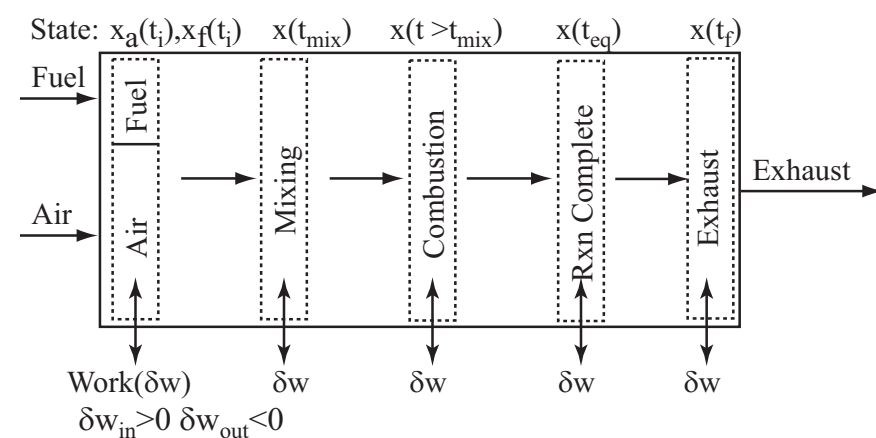 State: xa(ti),xf(ti) x(tmix) x(t >tmix) x(teq) x(tf)
Fuel
Air
Fuel
Air
Mixing
Combustion
Rxn Complete
Exhaust
Exhaust
Work(δw) δw δw δw δw
δwin>0 δwout<0